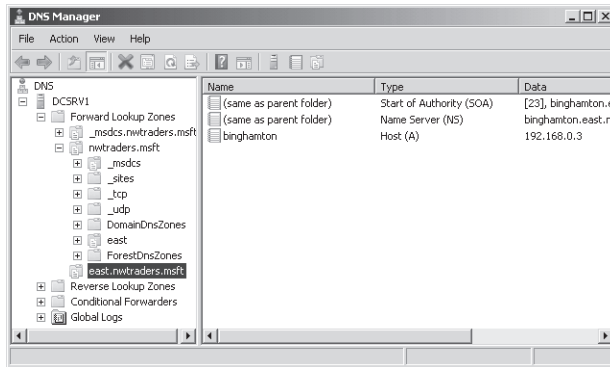 DNS Manager
File Action View Help
DNS
DCSRV1
Forward Lookup Zones
_msdcs.nwtraders.msft
nwtraders.msft
_msdcs
_sites
_tcp
_udp
DomainDnsZones
east
ForestDnsZones
east.nwtraders.msft
Reverse Lookup Zones
Conditional Forwarders
Global Logs
Name Type Data
(same as parent folder) Start of Authority (SOA) [23], binghamton.e
(same as parent folder) Name Server (NS) binghamton.east.n
binghamton Host (A) 192.168.0.3